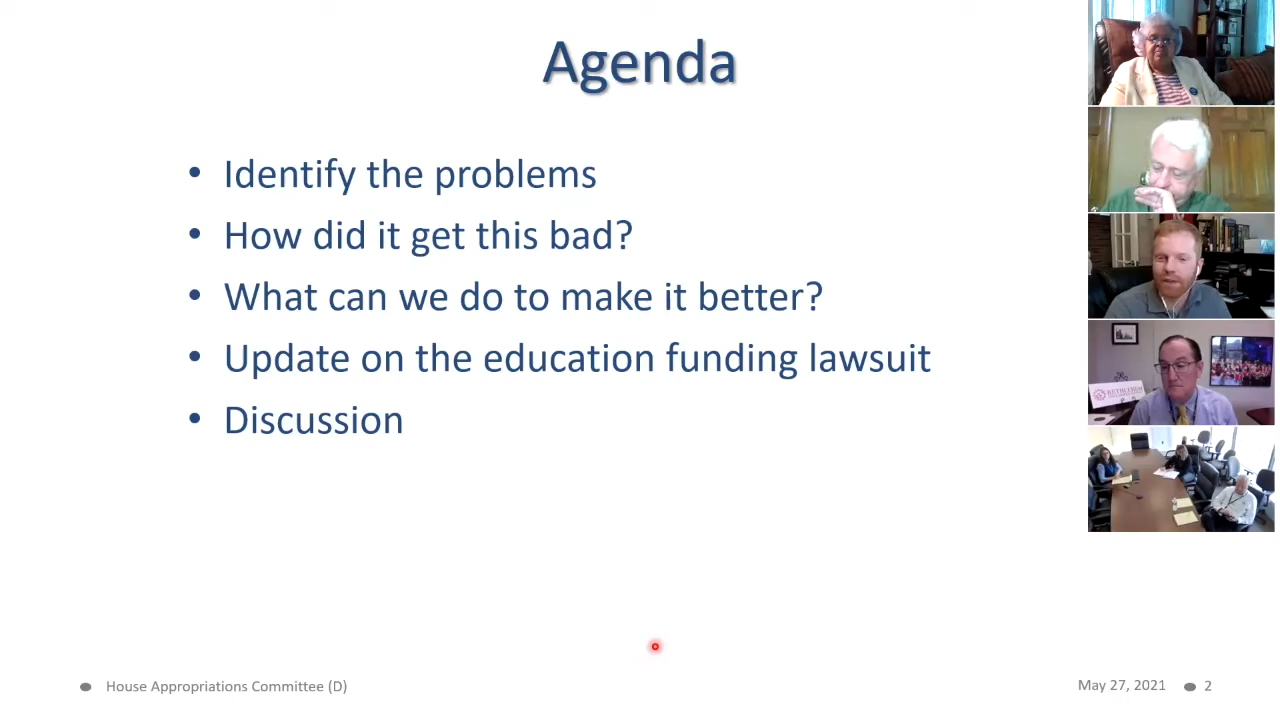 Agenda
• Identify the problems
• How did it get this bad?
• What can we do to make it better?
• Update on the education funding lawsuit
• Discussion
House Appropriations Committee (D)
May 27, 2021
2
BETHLEHEM